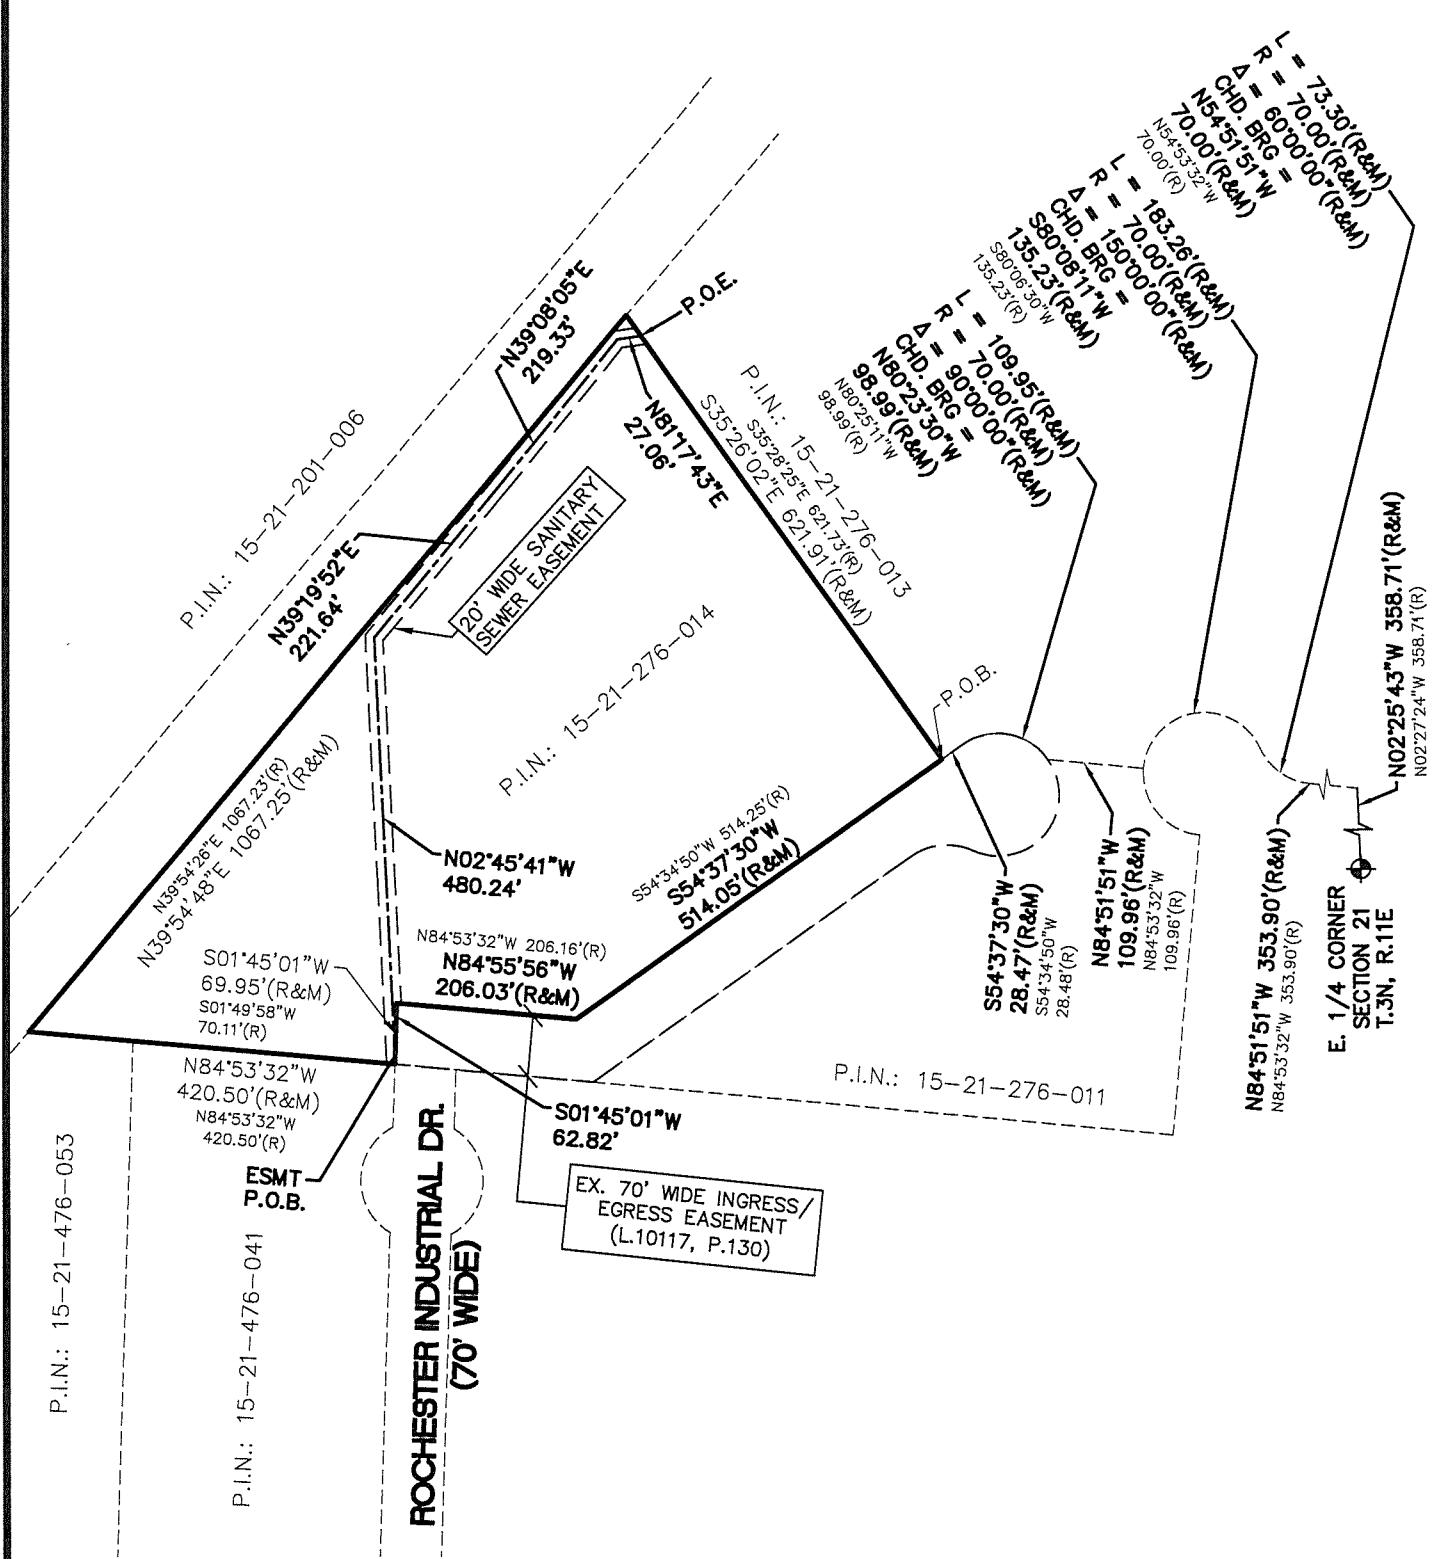 L = 73.30'(R&M)
R = 70.00'(R&M)
Δ = 60°00'00"(R&M)
CHD. BRG =
N54°51'51"W
70.00'(R&M)
N54°53'32"W
70.00'(R)
L = 183.26'(R&M)
R = 70.00'(R&M)
Δ = 150°00'00"(R&M)
CHD. BRG =
S80°08'11"W
135.23'(R&M)
S80°06'30"W
135.23'(R)
L = 109.95'(R&M)
R = 70.00'(R&M)
Δ = 90°00'00"(R&M)
CHD. BRG =
N80°23'30"W
98.99'(R&M)
N80°25'11"W
98.99'(R)
N39°08'05"E
219.33'
P.O.E.
P.I.N.: 15-21-201-006
N81°17'43"E
27.06'
P.I.N.: 15-21-276-013
S35°28'25"E 621.73'(R)
S35°26'02"E 621.91'(R&M)
N39°19'52"E
221.64'
20' WIDE SANITARY
SEWER EASEMENT
P.I.N.: 15-21-276-014
P.O.B.
N39°54'26"E 1067.23'(R)
N39°54'48"E 1067.25'(R&M)
N02°45'41"W
480.24'
S54°34'50"W 514.25'(R)
S54°37'30"W
514.05'(R&M)
N84°53'32"W 206.16'(R)
N84°55'56"W
206.03'(R&M)
S01°45'01"W
69.95'(R&M)
S01°49'58"W
70.11'(R)
N84°53'32"W
420.50'(R&M)
N84°53'32"W
420.50'(R)
S54°37'30"W
28.47'(R&M)
S54°34'50"W
28.48'(R)
N84°51'51"W
109.96'(R&M)
N84°53'32"W
109.96'(R)
N84°51'51"W 353.90'(R&M)
N84°53'32"W 353.90'(R)
N02°25'43"W 358.71'(R&M)
N02°27'24"W 358.71'(R)
E. 1/4 CORNER
SECTION 21
T.3N, R.11E
P.I.N.: 15-21-276-011
S01°45'01"W
62.82'
ESMT
P.O.B.
EX. 70' WIDE INGRESS/
EGRESS EASEMENT
(L.10117, P.130)
ROCHESTER INDUSTRIAL DR.
(70' WIDE)
P.I.N.: 15-21-476-053
P.I.N.: 15-21-476-041